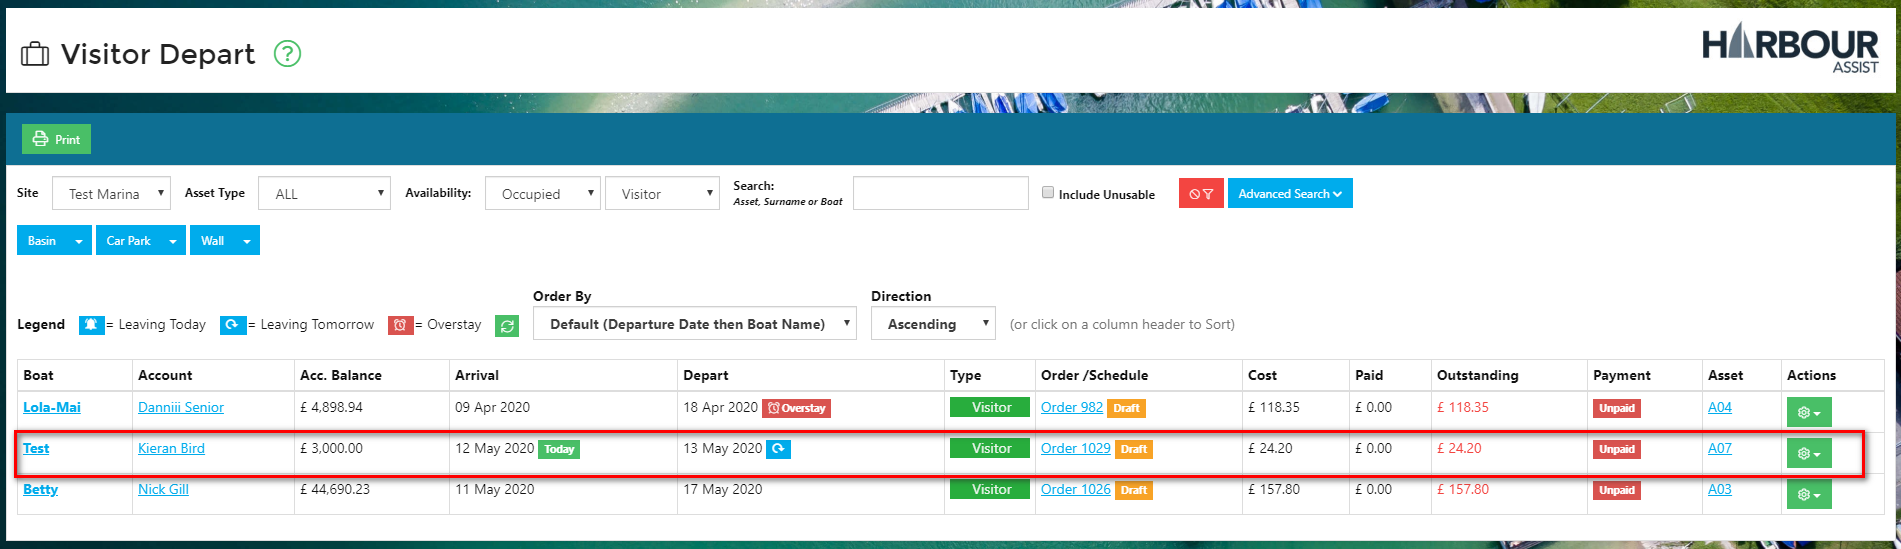 Visitor Depart ?
HARBOUR
ASSIST
Print
Site Test Marina Asset Type ALL Availability: Occupied Visitor Search: Include Unusable Advanced Search
Asset, Surname or Boat
Basin Car Park Wall
Order By Direction
Legend = Leaving Today = Leaving Tomorrow = Overstay Default (Departure Date then Boat Name) Ascending (or click on a column header to Sort)
Boat Account Acc. Balance Arrival Depart Type Order /Schedule Cost Paid Outstanding Payment Asset Actions
Lola-Mai Danniii Senior £ 4,898.94 09 Apr 2020 18 Apr 2020 Overstay Visitor Order 982 Draft £ 118.35 £ 0.00 £ 118.35 Unpaid A04
Test Kieran Bird £ 3,000.00 12 May 2020 Today 13 May 2020 Visitor Order 1029 Draft £ 24.20 £ 0.00 £ 24.20 Unpaid A07
Betty Nick Gill £ 44,690.23 11 May 2020 17 May 2020 Visitor Order 1026 Draft £ 157.80 £ 0.00 £ 157.80 Unpaid A03